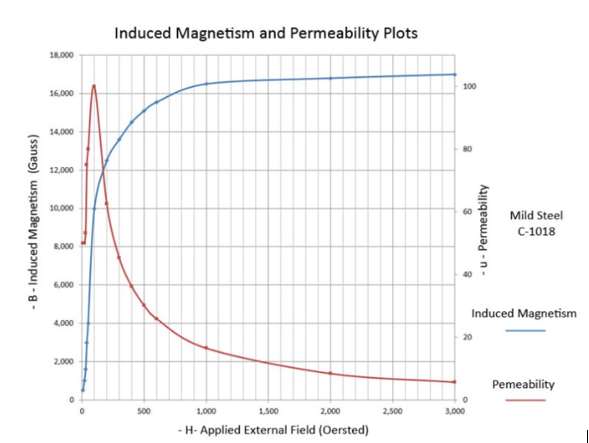 Induced Magnetism and Permeability Plots
18,000
16,000
14,000
12,000
10,000
8,000
6,000
4,000
2,000
0
- B - Induced Magnetism (Gauss)
100
80
60
40
20
0
- u - Permeability
0
500
1,000
1,500
2,000
2,500
3,000
- H- Applied External Field (Oersted)
Mild Steel
C-1018
Induced Magnetism
Pemeability